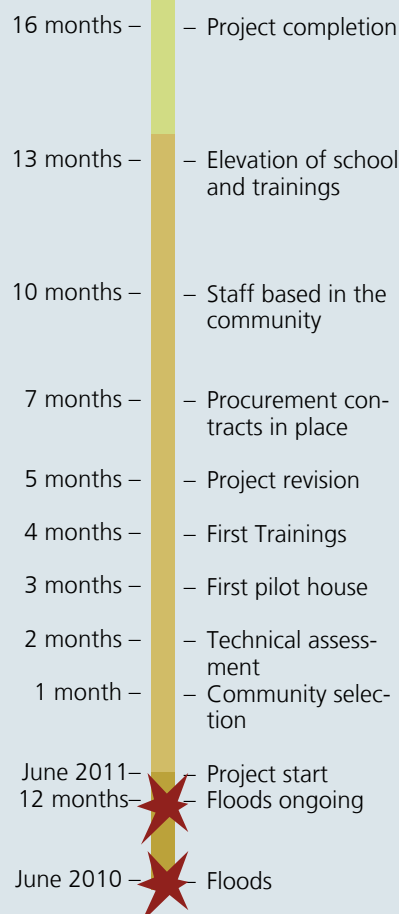 16 months – – Project completion
13 months – – Elevation of school
and trainings
10 months – – Staff based in the
community
7 months – – Procurement con-
tracts in place
5 months – – Project revision
4 months – – First Trainings
3 months – – First pilot house
2 months – – Technical assess-
ment
1 month – – Community selec-
tion
June 2011– – Project start
12 months– – Floods ongoing
June 2010 – – Floods